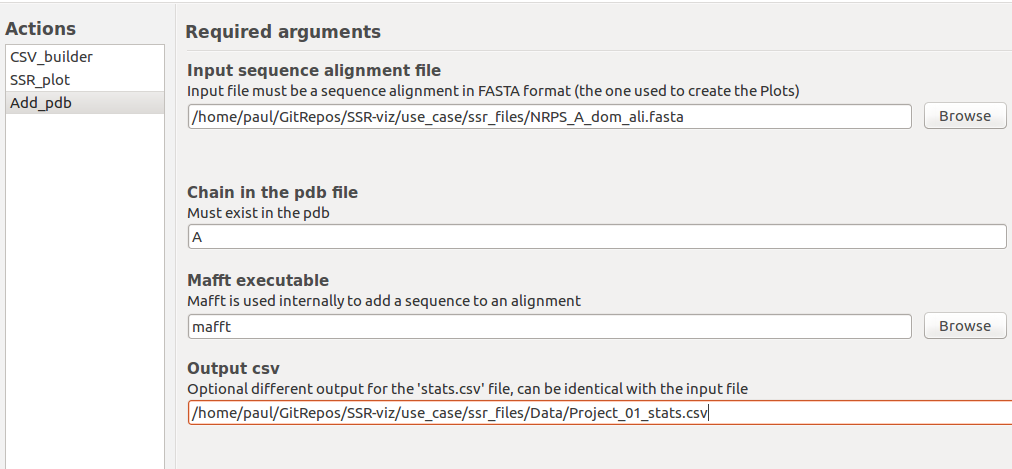 Actions
CSV_builder
SSR_plot
Add_pdb
Required arguments
Input sequence alignment file
Input file must be a sequence alignment in FASTA format (the one used to create the Plots)
/home/paul/GitRepos/SSR-viz/use_case/ssr_files/NRPS_A_dom_ali.fasta
Browse
Chain in the pdb file
Must exist in the pdb
A
Mafft executable
Mafft is used internally to add a sequence to an alignment
mafft
Browse
Output csv
Optional different output for the 'stats.csv' file, can be identical with the input file
/home/paul/GitRepos/SSR-viz/use_case/ssr_files/Data/Project_01_stats.csv